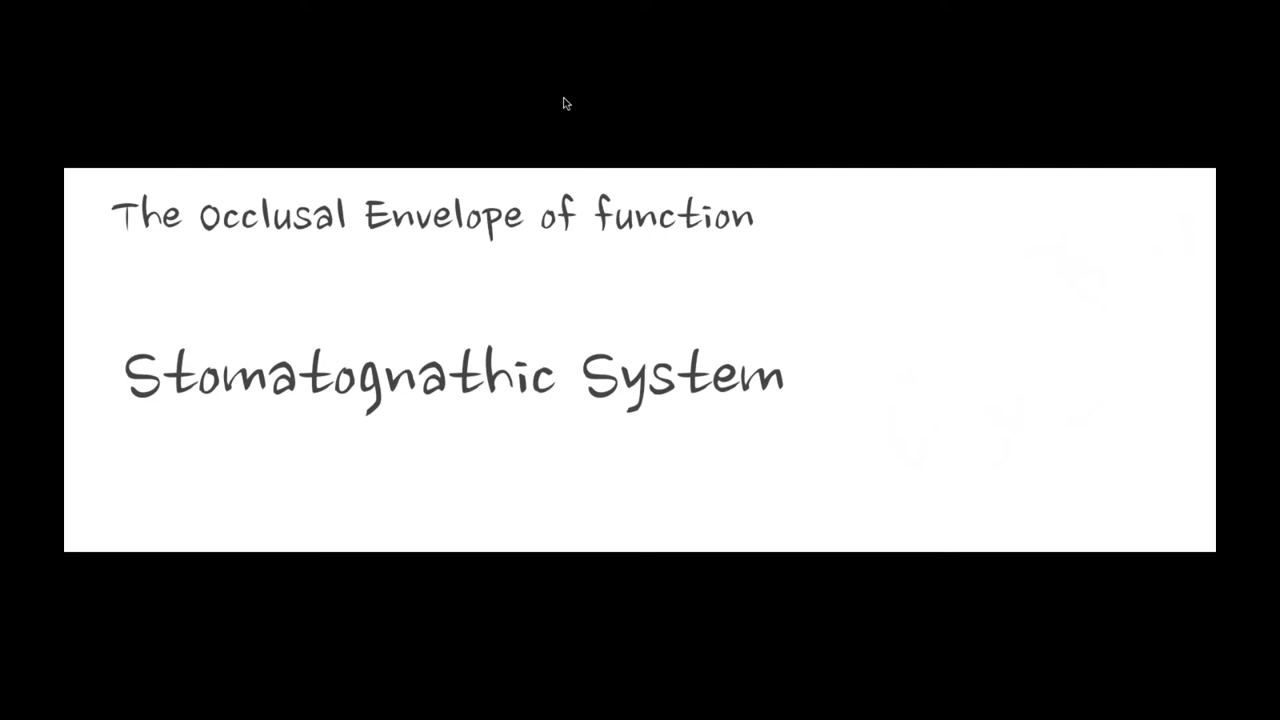 The Occlusal Envelope of function
Stomatognathic System